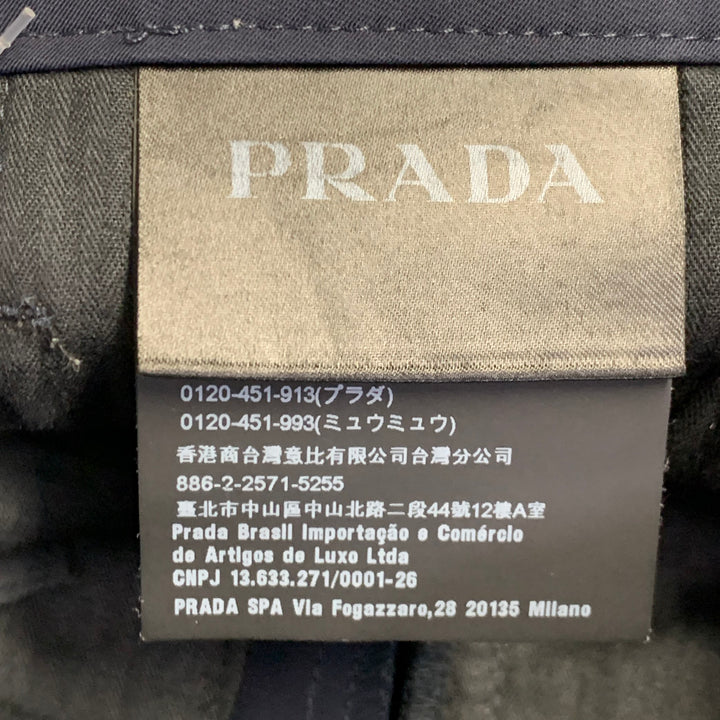 PRADA
0120-451-913(プラダ)
0120-451-993(ミュウミュウ)
香港商台灣意比有限公司台灣分公司
886-2-2571-5255
臺北市中山區中山北路二段44號12樓A室
Prada Brasil Importação e Comércio
de Artigos de Luxo Ltda
CNPJ 13.633.271/0001-26
PRADA SPA Via Fogazzaro,28 20135 Milano